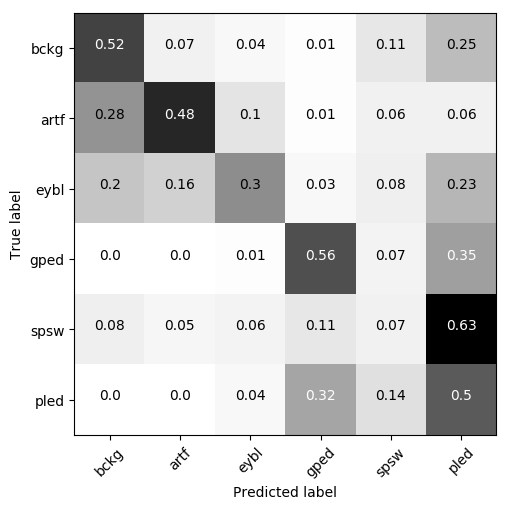 bckg 0.52 0.07 0.04 0.01 0.11 0.25
artf 0.28 0.48 0.1 0.01 0.06 0.06
eybl 0.2 0.16 0.3 0.03 0.08 0.23
gped 0.0 0.0 0.01 0.56 0.07 0.35
spsw 0.08 0.05 0.06 0.11 0.07 0.63
pled 0.0 0.0 0.04 0.32 0.14 0.5
bckg artf eybl gped spsw pled
True label
Predicted label